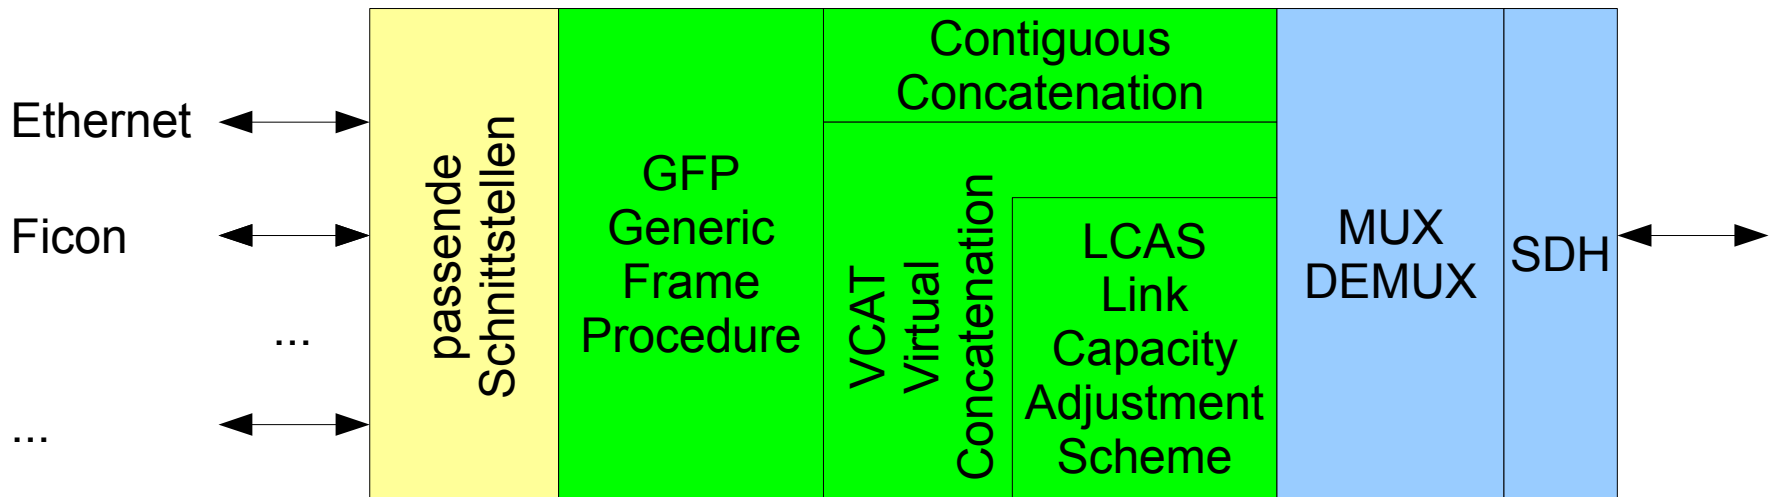 Ethernet
Ficon
...
...
passende
Schnittstellen
GFP
Generic
Frame
Procedure
Contiguous
Concatenation
VCAT
Virtual
Concatenation
LCAS
Link
Capacity
Adjustment
Scheme
MUX
DEMUX
SDH